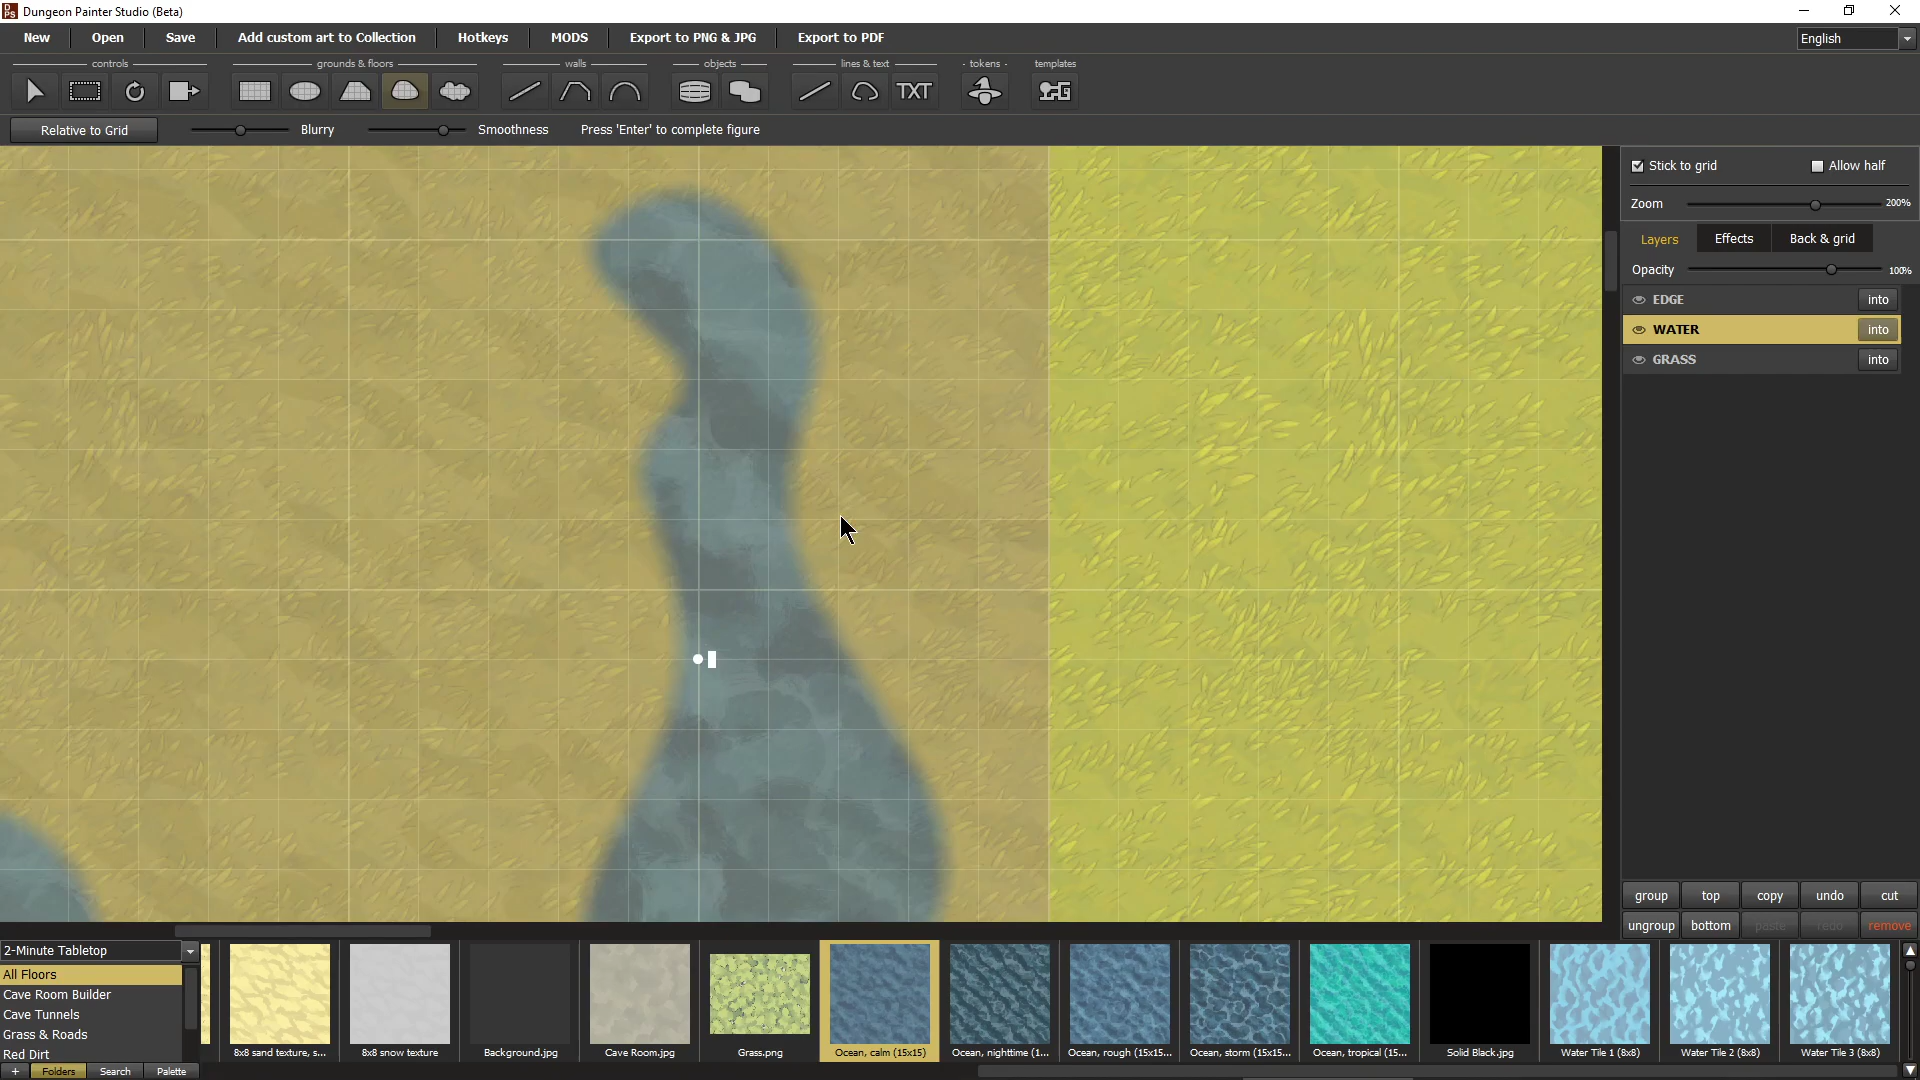 Dungeon Painter Studio (Beta)
New
Open
Save
Add custom art to Collection
Hotkeys
MODS
Export to PNG & JPG
Export to PDF
English
controls
grounds & floors
walls
objects
lines & text
tokens
templates
TXT
Relative to Grid
Blurry
Smoothness
Press 'Enter' to complete figure
Stick to grid
Allow half
Zoom
200%
Layers
Effects
Back & grid
Opacity
100%
EDGE
into
WATER
into
GRASS
into
group
top
copy
undo
cut
ungroup
bottom
paste
redo
remove
2-Minute Tabletop
All Floors
Cave Room Builder
Cave Tunnels
Grass & Roads
Red Dirt
8x8 sand texture, s...
8x8 snow texture
Background.jpg
Cave Room.jpg
Grass.png
Ocean, calm (15x15)
Ocean, nighttime (1...
Ocean, rough (15x15...
Ocean, storm (15x15...
Ocean, tropical (15...
Solid Black.jpg
Water Tile 1 (8x8)
Water Tile 2 (8x8)
Water Tile 3 (8x8)
+
Folders
Search
Palette